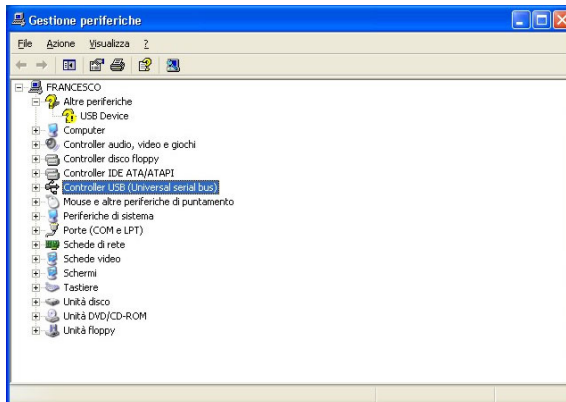 Gestione periferiche
File Azione Visualizza ?
FRANCESCO
Altre periferiche
USB Device
Computer
Controller audio, video e giochi
Controller disco floppy
Controller IDE ATA/ATAPI
Controller USB (Universal serial bus)
Mouse e altre periferiche di puntamento
Periferiche di sistema
Porte (COM e LPT)
Schede di rete
Schede video
Schermi
Tastiere
Unità disco
Unità DVD/CD-ROM
Unità floppy